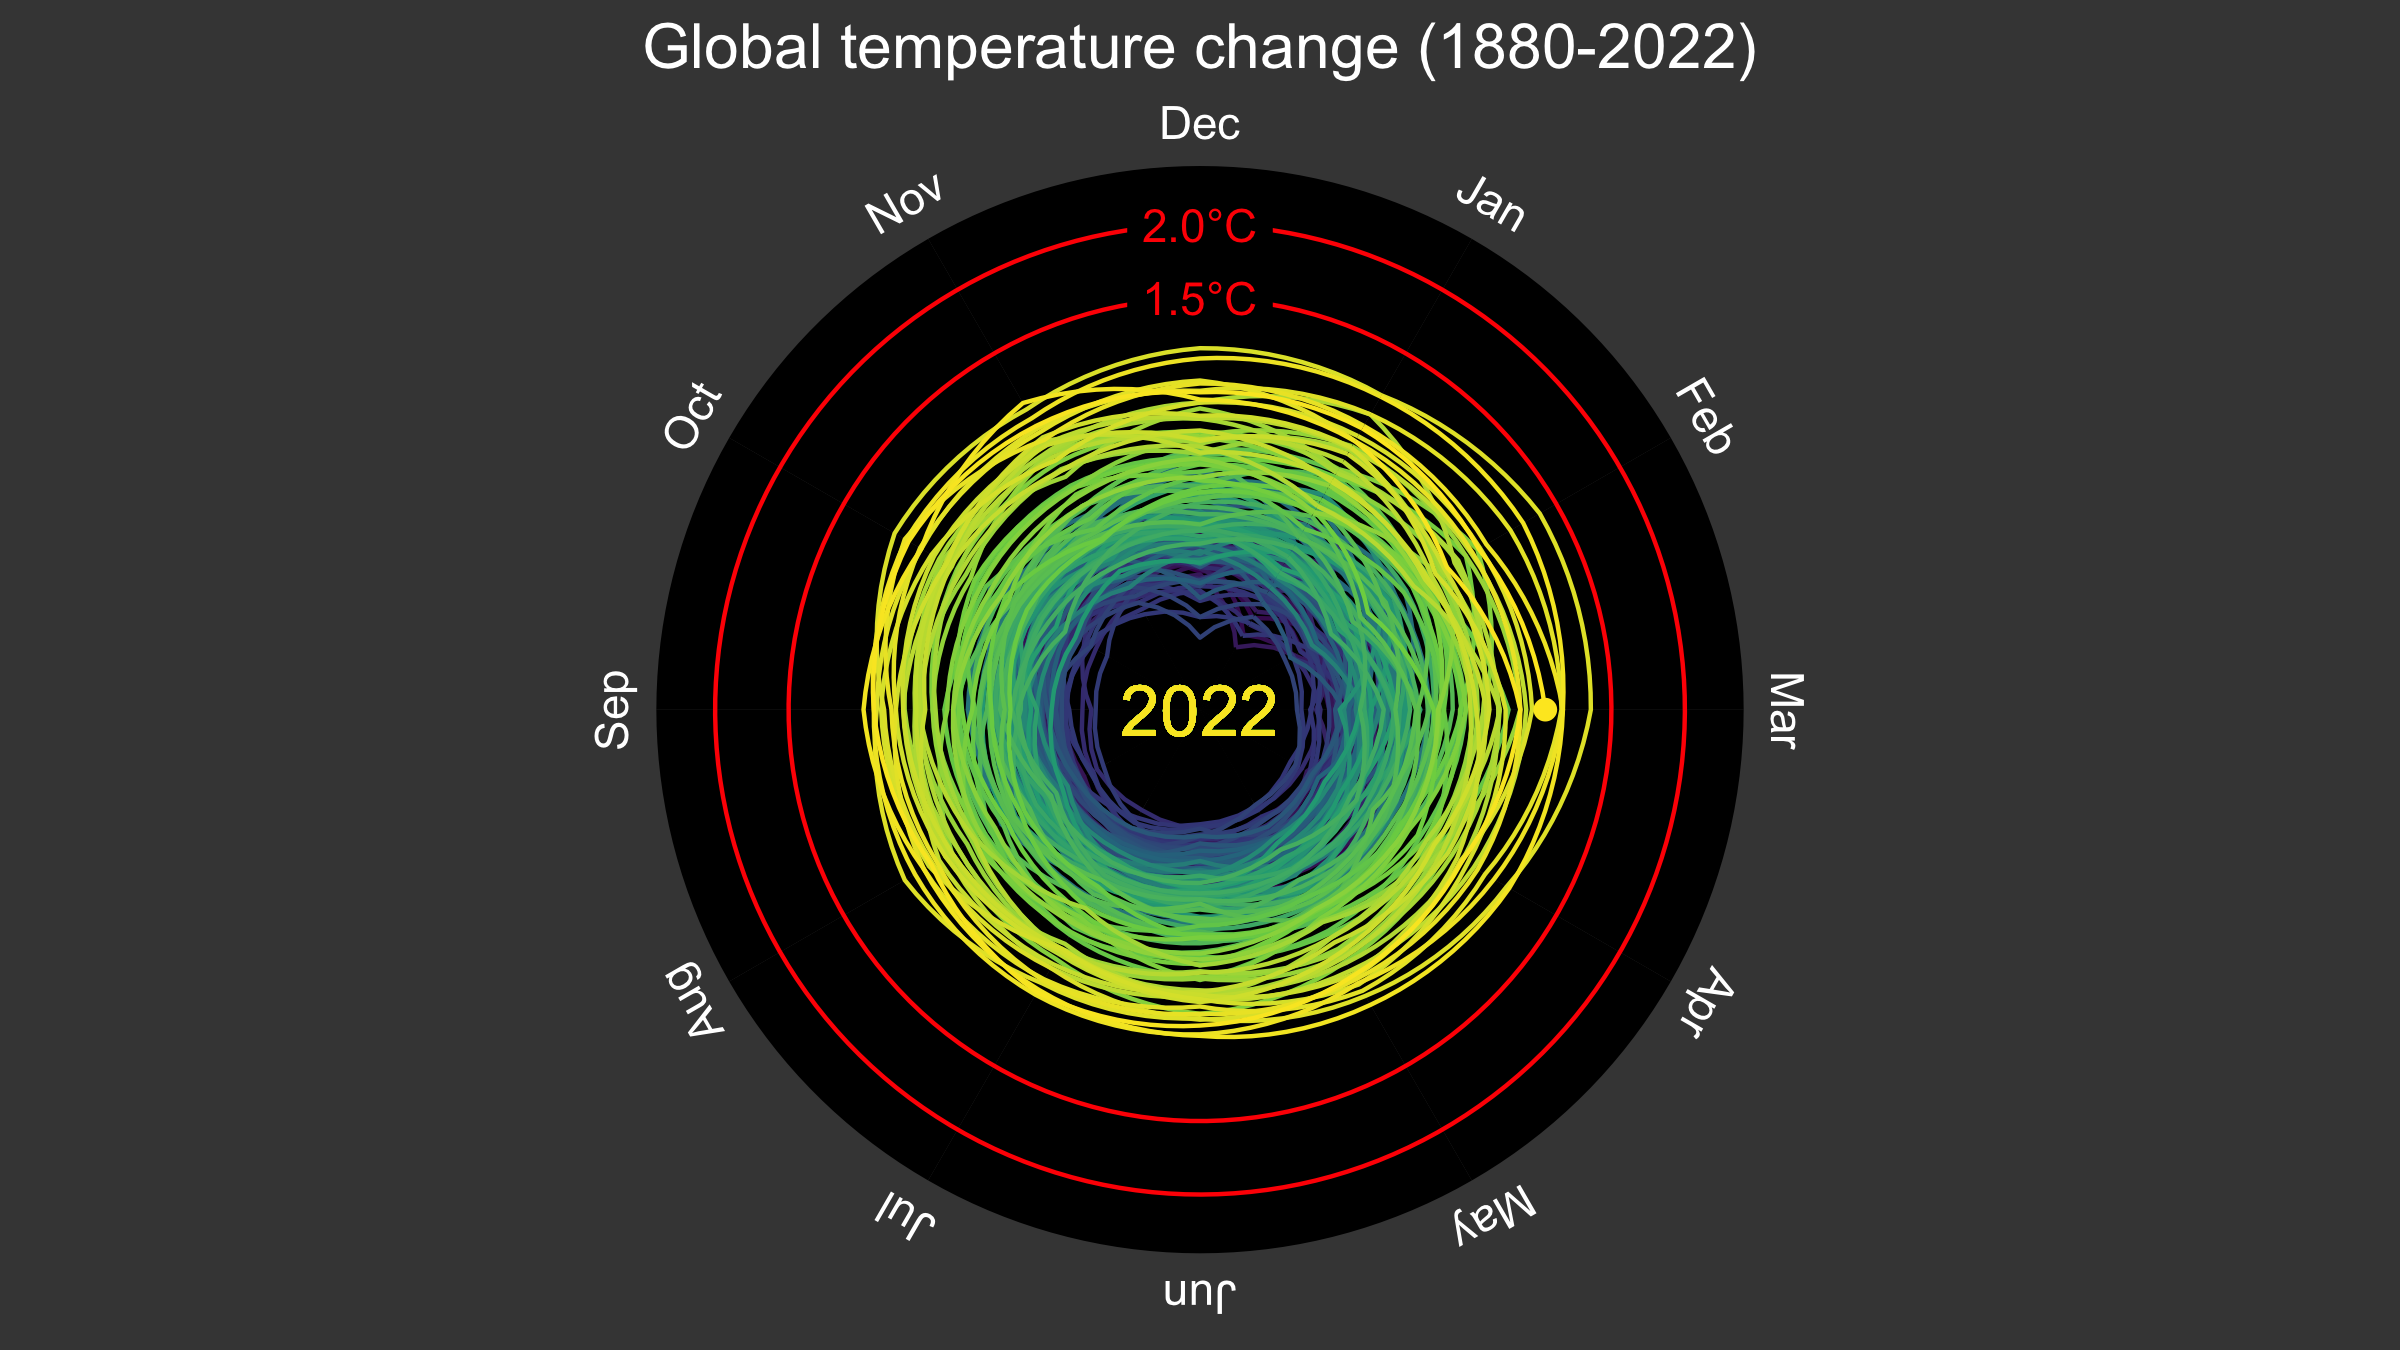 Global temperature change (1880-2022)
Dec
Jan
Feb
Mar
Apr
May
Jun
Jul
Aug
Sep
Oct
Nov
2.0°C
1.5°C
2022